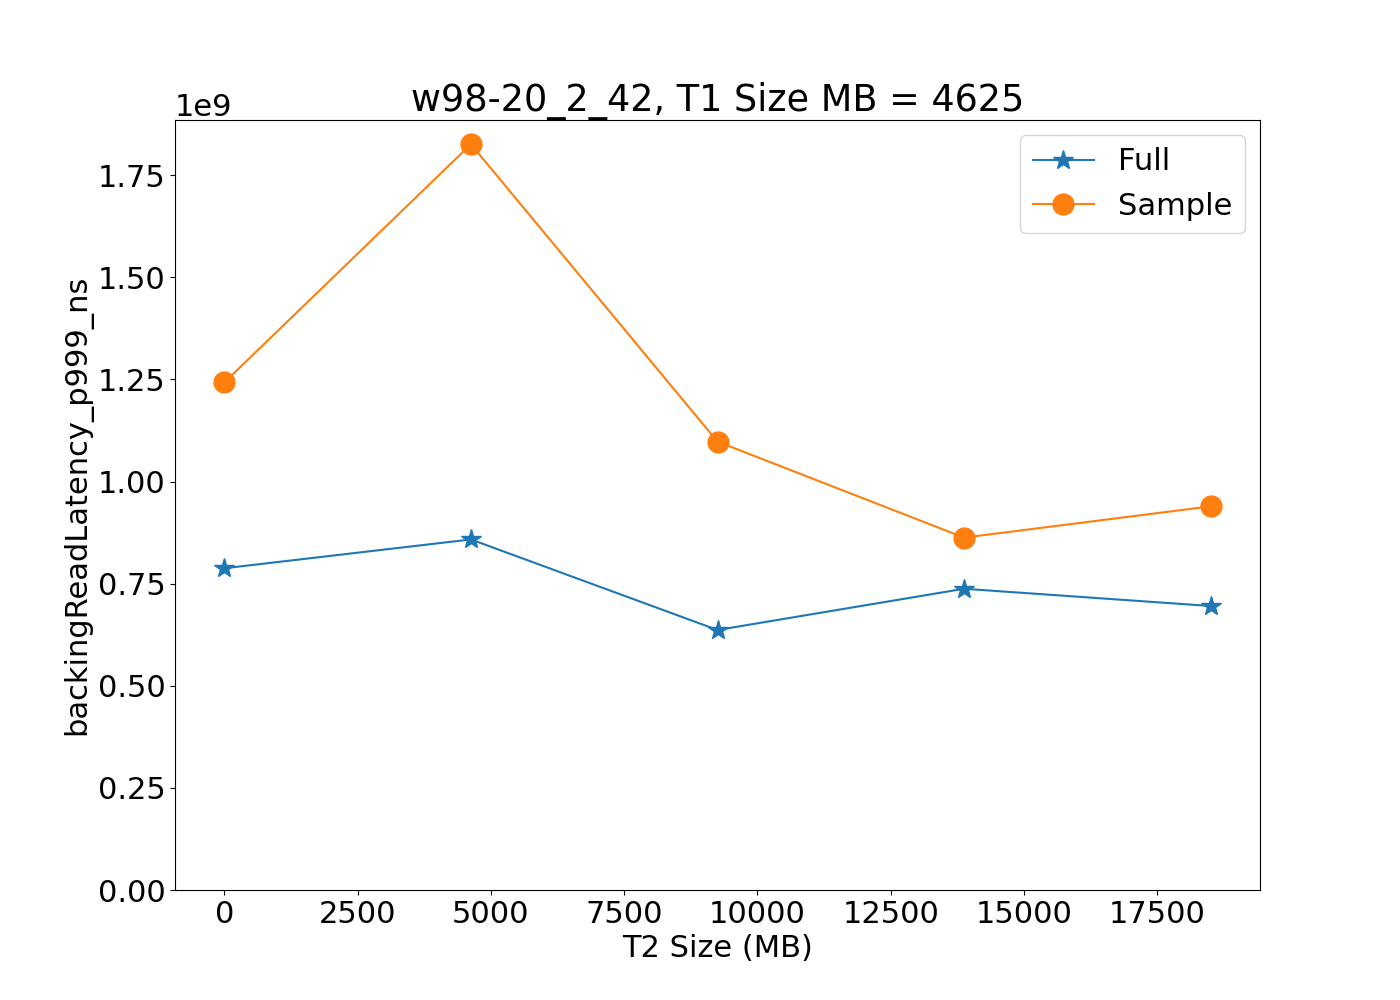 w98-20_2_42, T1 Size MB = 4625
1e9
Full
Sample
1.75
1.50
1.25
1.00
0.75
0.50
0.25
0.00
backingReadLatency_p999_ns
0 2500 5000 7500 10000 12500 15000 17500
T2 Size (MB)